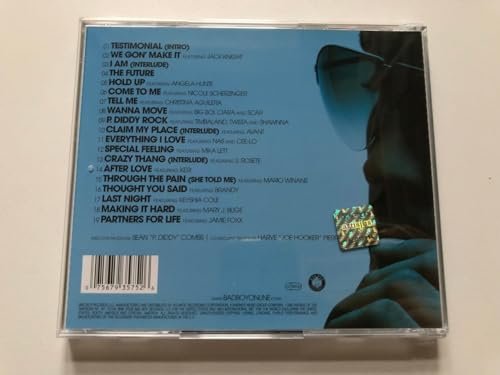 01 TESTIMONIAL (INTRO)
02 WE GON' MAKE IT FEATURING JACK KNIGHT
03 I AM (INTERLUDE)
04 THE FUTURE
05 HOLD UP FEATURING ANGELA HUNTE
06 COME TO ME FEATURING NICOLE SCHERZINGER
07 TELL ME FEATURING CHRISTINA AGUILERA
08 WANNA MOVE FEATURING BIG BOI, CIARA AND SCAR
09 P. DIDDY ROCK FEATURING TIMBALAND, TWISTA AND SHAWNNA
10 CLAIM MY PLACE (INTERLUDE) FEATURING AVANT
11 EVERYTHING I LOVE FEATURING NAS AND CEE-LO
12 SPECIAL FEELING FEATURING MIKA LETT
13 CRAZY THANG (INTERLUDE) FEATURING S. ROSETE
14 AFTER LOVE FEATURING KERI
15 THROUGH THE PAIN (SHE TOLD ME) FEATURING MARIO WINANS
16 THOUGHT YOU SAID FEATURING BRANDY
17 LAST NIGHT FEATURING KEYSHIA COLE
18 MAKING IT HARD FEATURING MARY J. BLIGE
19 PARTNERS FOR LIFE FEATURING JAMIE FOXX
SEAN "P. DIDDY" COMBS | HARVE "JOE HOOKER" PIERRE
WWW.BADBOYONLINE.COM
75679 35752